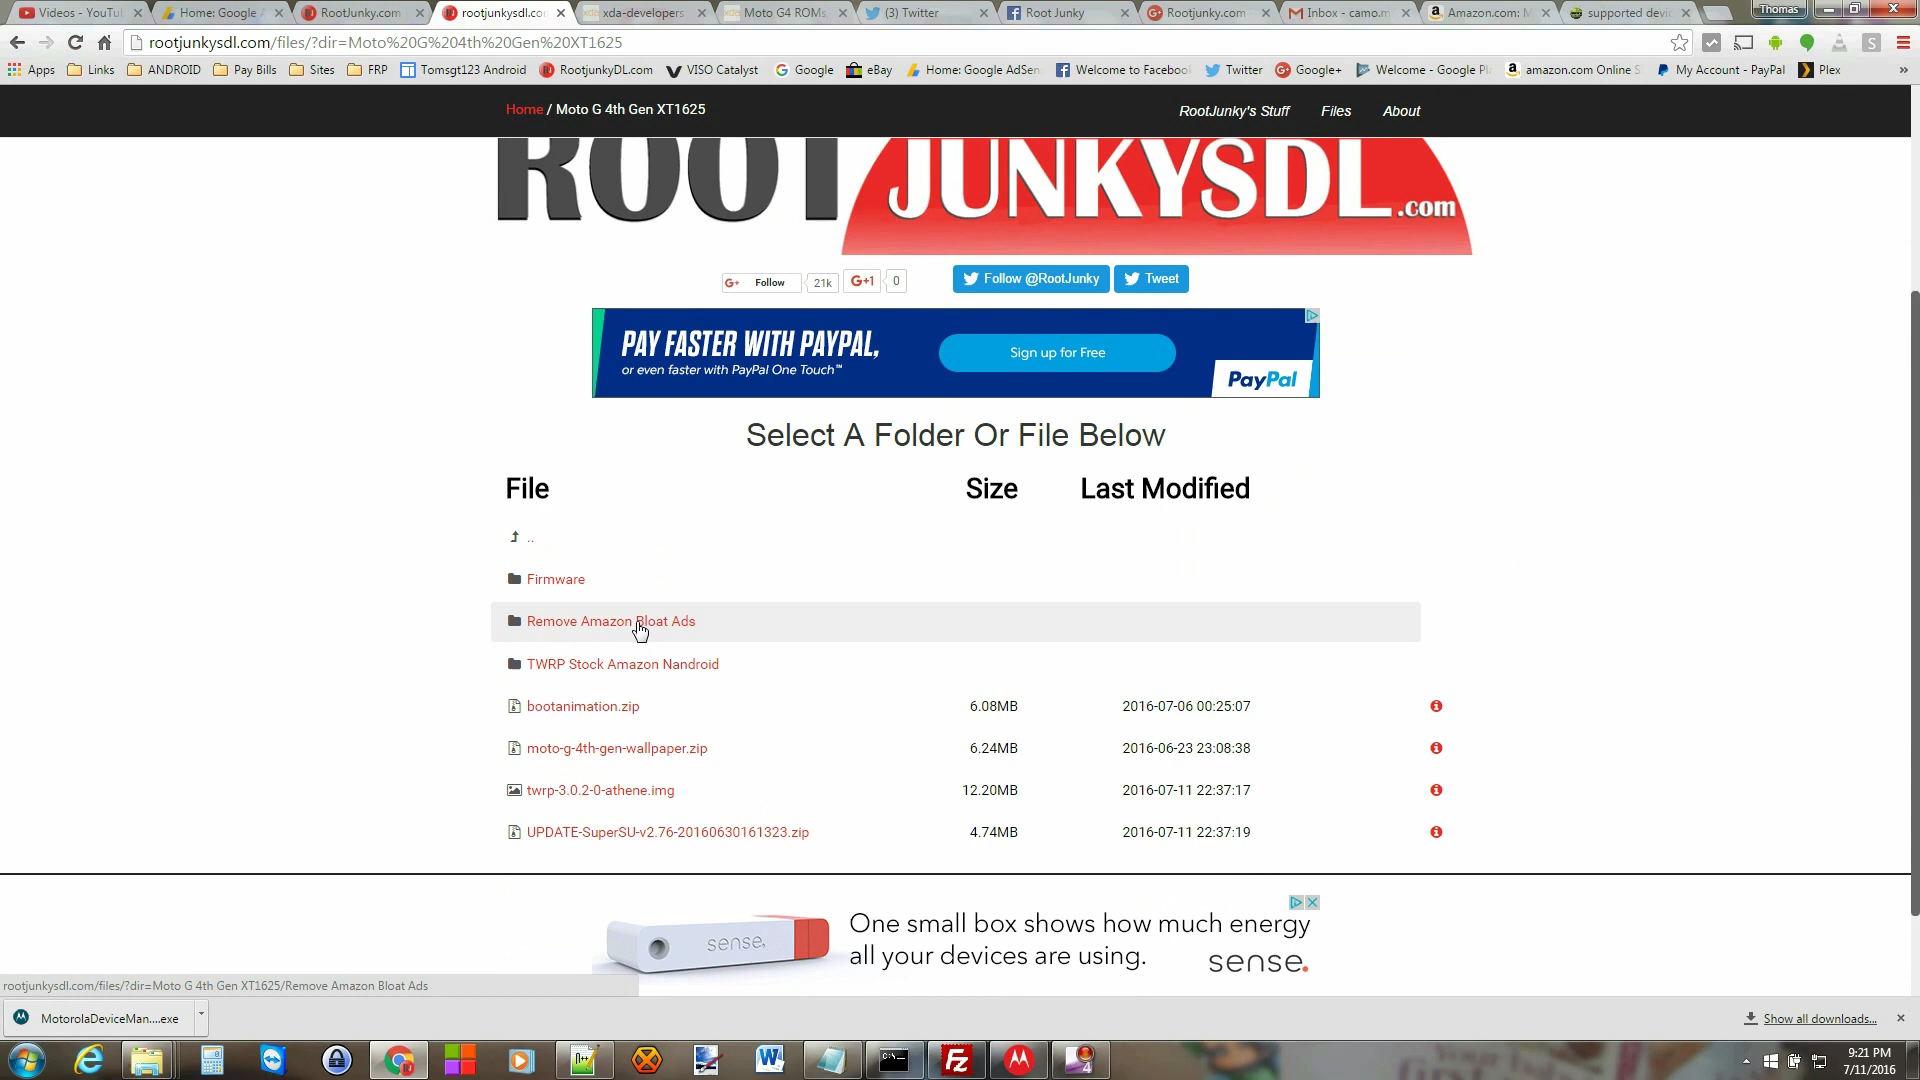 Videos - YouTu
Home: Google A
RootJunky.com
rootjunkysdl.co
xda-developers
Moto G4 ROMs,
(3) Twitter
Root Junky
Rootjunky.com
Inbox - camo.m
Amazon.com: M
supported devic
Thomas
rootjunkysdl.com/files/?dir=Moto%20G%204th%20Gen%20XT1625
Apps
Links
ANDROID
Pay Bills
Sites
FRP
Tomsgt123 Android
RootjunkyDL.com
VISO Catalyst
Google
eBay
Home: Google AdSen
Welcome to Facebook
Twitter
Google+
Welcome - Google Pl
amazon.com Online S
My Account - PayPal
Plex
Home / Moto G 4th Gen XT1625
RootJunky's Stuff
Files
About
ROOTJUNKYSDL.com
G+ Follow 21k G+1 0
Follow @RootJunky
Tweet
PAY FASTER WITH PAYPAL,
or even faster with PayPal One Touch™
Sign up for Free
PayPal
Select A Folder Or File Below
File Size Last Modified
..
Firmware
Remove Amazon Bloat Ads
TWRP Stock Amazon Nandroid
bootanimation.zip 6.08MB 2016-07-06 00:25:07
moto-g-4th-gen-wallpaper.zip 6.24MB 2016-06-23 23:08:38
twrp-3.0.2-0-athene.img 12.20MB 2016-07-11 22:37:17
UPDATE-SuperSU-v2.76-20160630161323.zip 4.74MB 2016-07-11 22:37:19
sense.
One small box shows how much energy
all your devices are using.
sense.
rootjunkysdl.com/files/?dir=Moto G 4th Gen XT1625/Remove Amazon Bloat Ads
MotorolaDeviceMan....exe
Show all downloads...
9:21 PM
7/11/2016